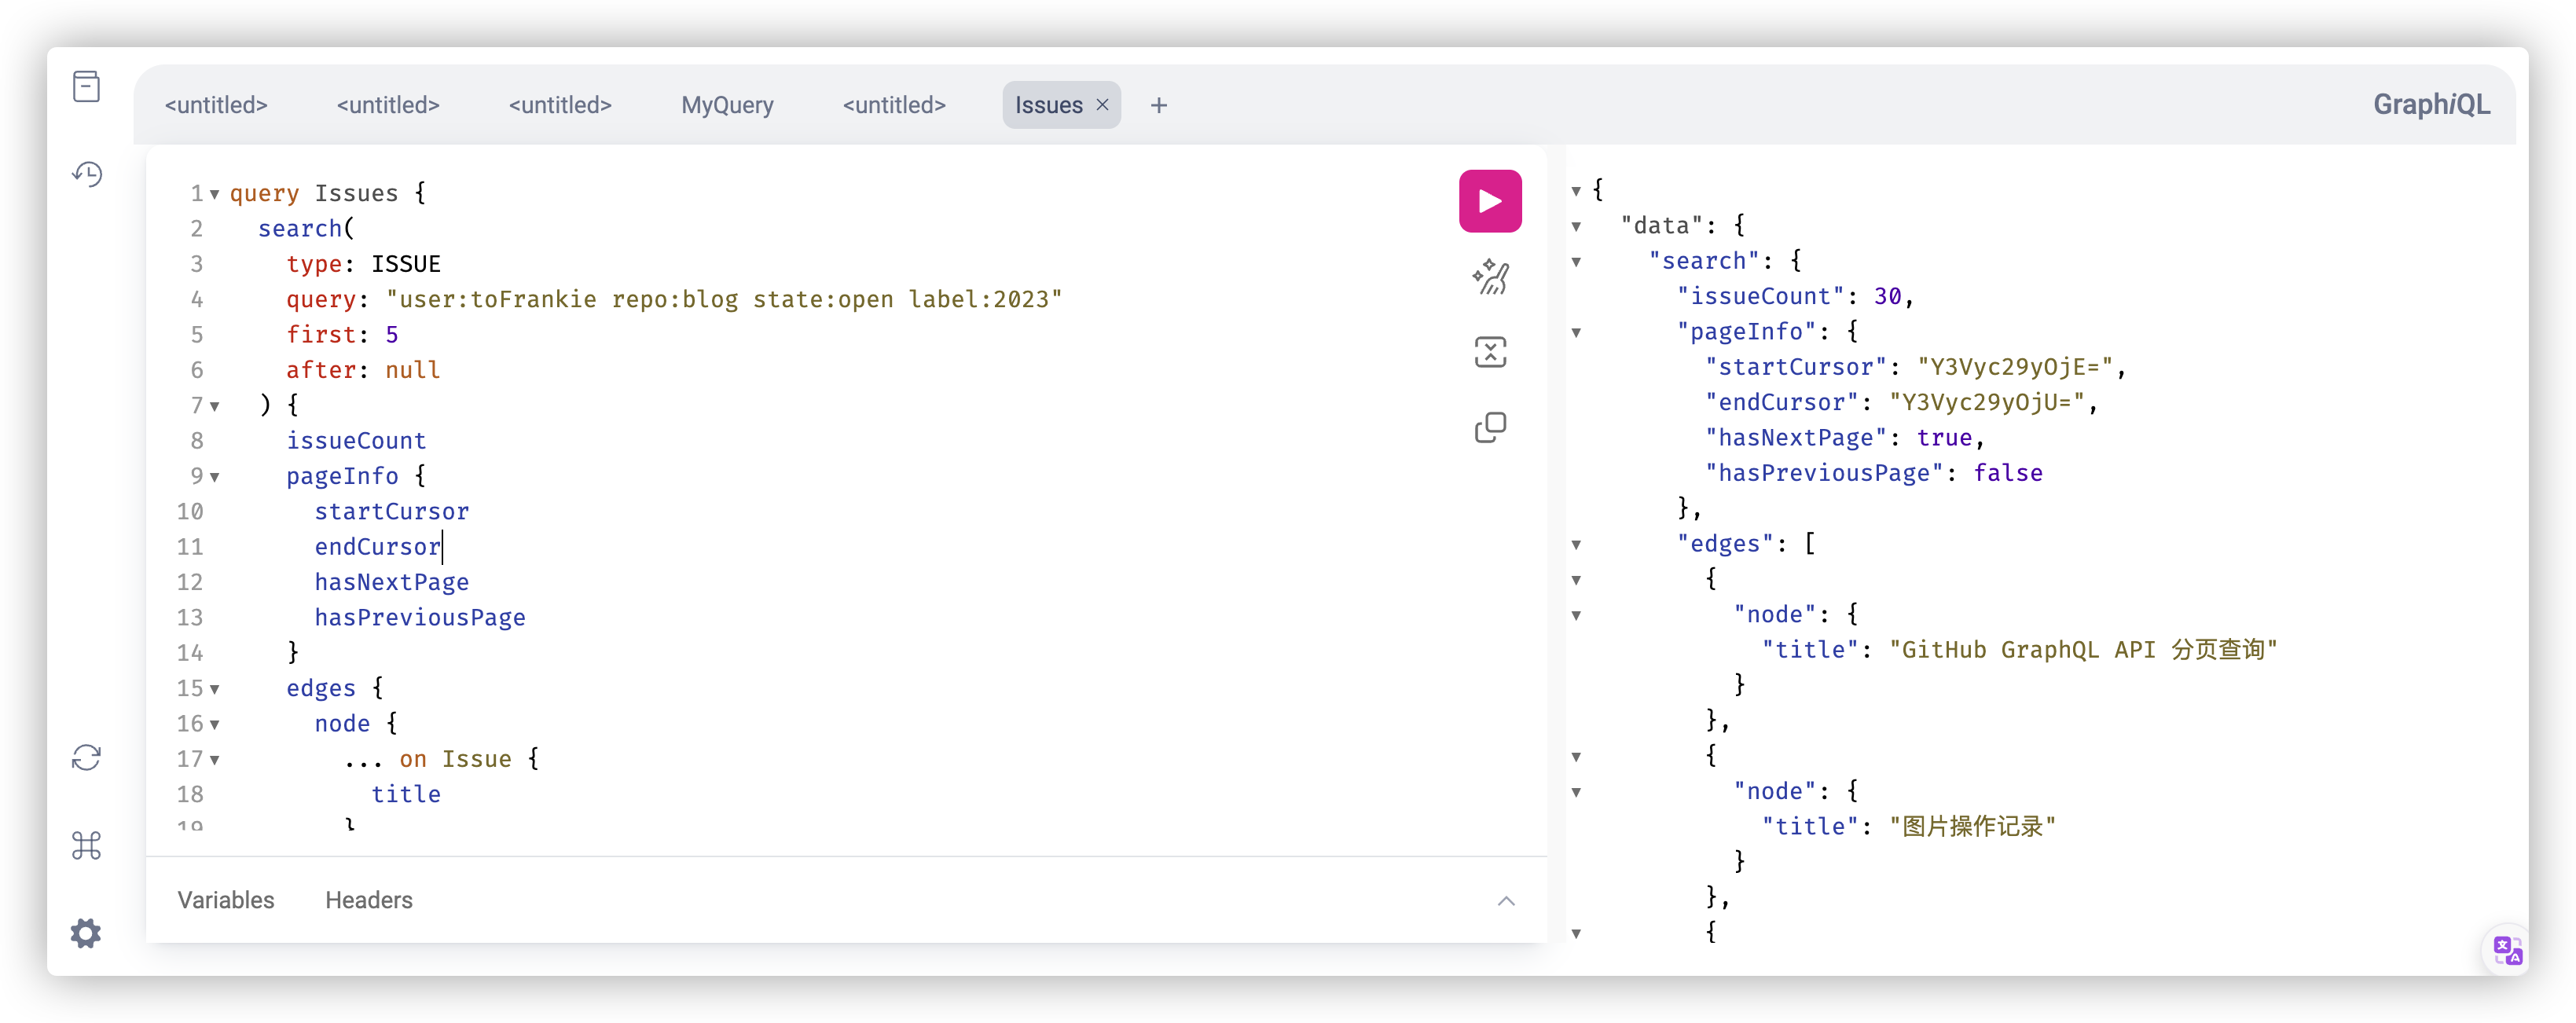 <untitled> <untitled> <untitled> MyQuery <untitled> Issues × + GraphiQL
1 query Issues {
2 search(
3 type: ISSUE
4 query: "user:toFrankie repo:blog state:open label:2023"
5 first: 5
6 after: null
7 ) {
8 issueCount
9 pageInfo {
10 startCursor
11 endCursor
12 hasNextPage
13 hasPreviousPage
14 }
15 edges {
16 node {
17 ... on Issue {
18 title
19 }
Variables Headers
{
"data": {
"search": {
"issueCount": 30,
"pageInfo": {
"startCursor": "Y3Vyc29yOjE=",
"endCursor": "Y3Vyc29yOjU=",
"hasNextPage": true,
"hasPreviousPage": false
},
"edges": [
{
"node": {
"title": "GitHub GraphQL API 分页查询"
}
},
{
"node": {
"title": "图片操作记录"
}
},
{
文A